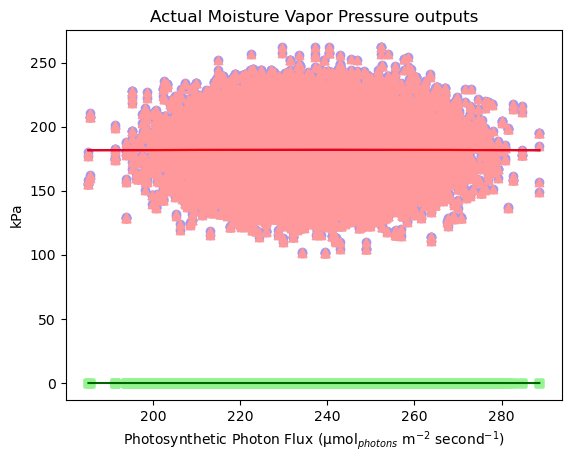 Actual Moisture Vapor Pressure outputs
kPa
250
200
150
100
50
0
200 220 240 260 280
Photosynthetic Photon Flux (μmol$_{photons}$ m$^{-2}$ second$^{-1}$)